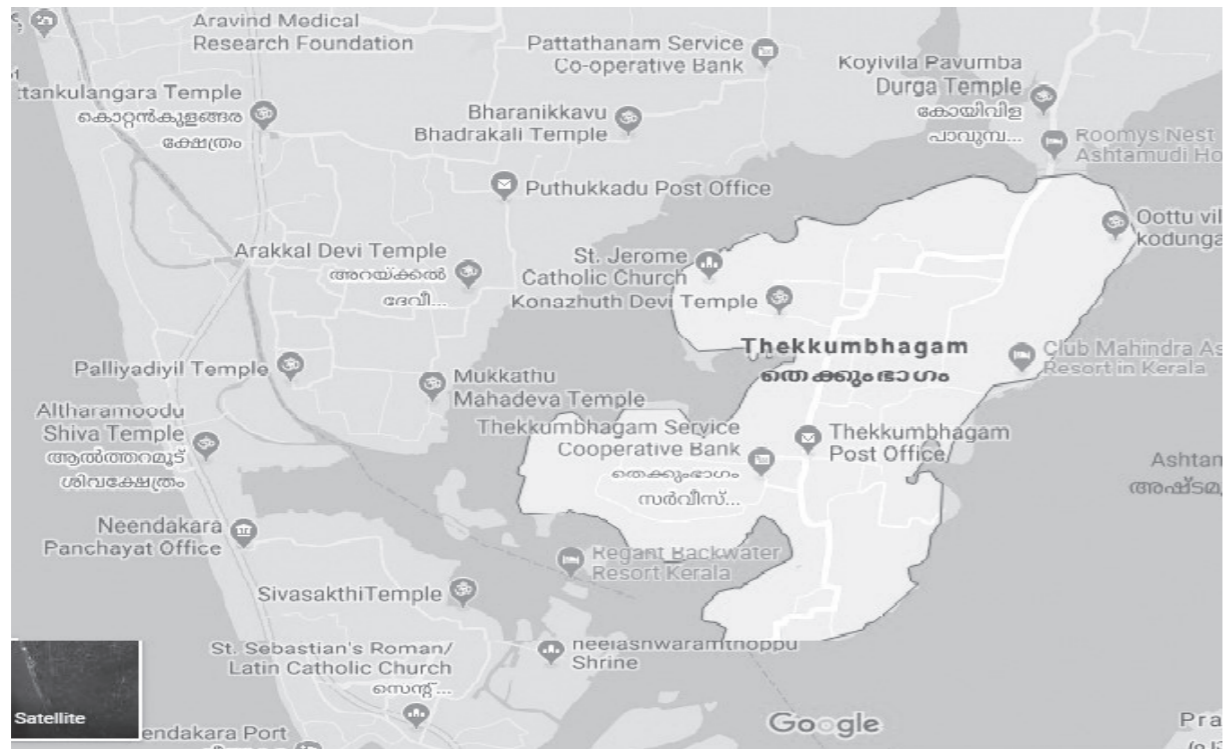 Aravind Medical
Research Foundation
Pattathanam Service
Co-operative Bank
Koyivila Pavumba
Durga Temple
കോയിവിള
പാവുമ്പ...
ttankulangara Temple
കൊറ്റൻകുളങ്ങര
ക്ഷേത്രം
Bharanikkavu
Bhadrakali Temple
Roomys Nest
Ashtamudi Ho
Puthukkadu Post Office
Oottu vil
kodunga
Arakkal Devi Temple
അറയ്ക്കൽ
ദേവീ...
St. Jerome
Catholic Church
Konazhuth Devi Temple
Thekkumbhagam
തെക്കുംഭാഗം
Club Mahindra As
Resort in Kerala
Palliyadiyil Temple
Mukkathu
Mahadeva Temple
Altharamoodu
Shiva Temple
ആൽത്തറമൂട്
ശിവക്ഷേത്രം
Thekkumbhagam Service
Cooperative Bank
തെക്കുംഭാഗം
സർവീസ്...
Thekkumbhagam
Post Office
Ashtam
അഷ്ടമു
Neendakara
Panchayat Office
Regant Backwater
Resort Kerala
SivasakthiTemple
St. Sebastian's Roman/
Latin Catholic Church
സെന്റ്...
neelashwaramthoppu
Shrine
Satellite
endakara Port
Google
Pra